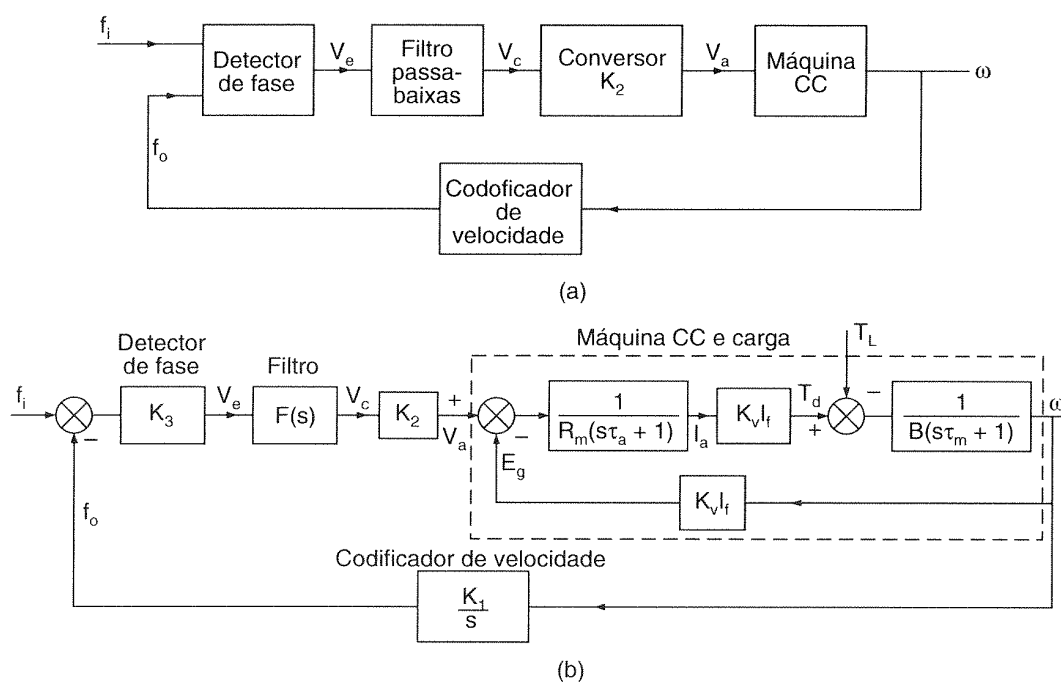 f_i
Detector
de fase
V_e
Filtro
passa-
baixas
V_c
Conversor
K_2
V_a
Máquina
CC
ω
f_o
Codoficador
de
velocidade
(a)
Máquina CC e carga
T_L
Detector
de fase
Filtro
f_i
K_3
V_e
F(s)
V_c
K_2
+
V_a
−
1
R_m(sτ_a + 1)
I_a
K_vI_f
T_d
+
−
1
B(sτ_m + 1)
ω
−
E_g
K_vI_f
f_o
Codificador de velocidade
K_1
s
(b)